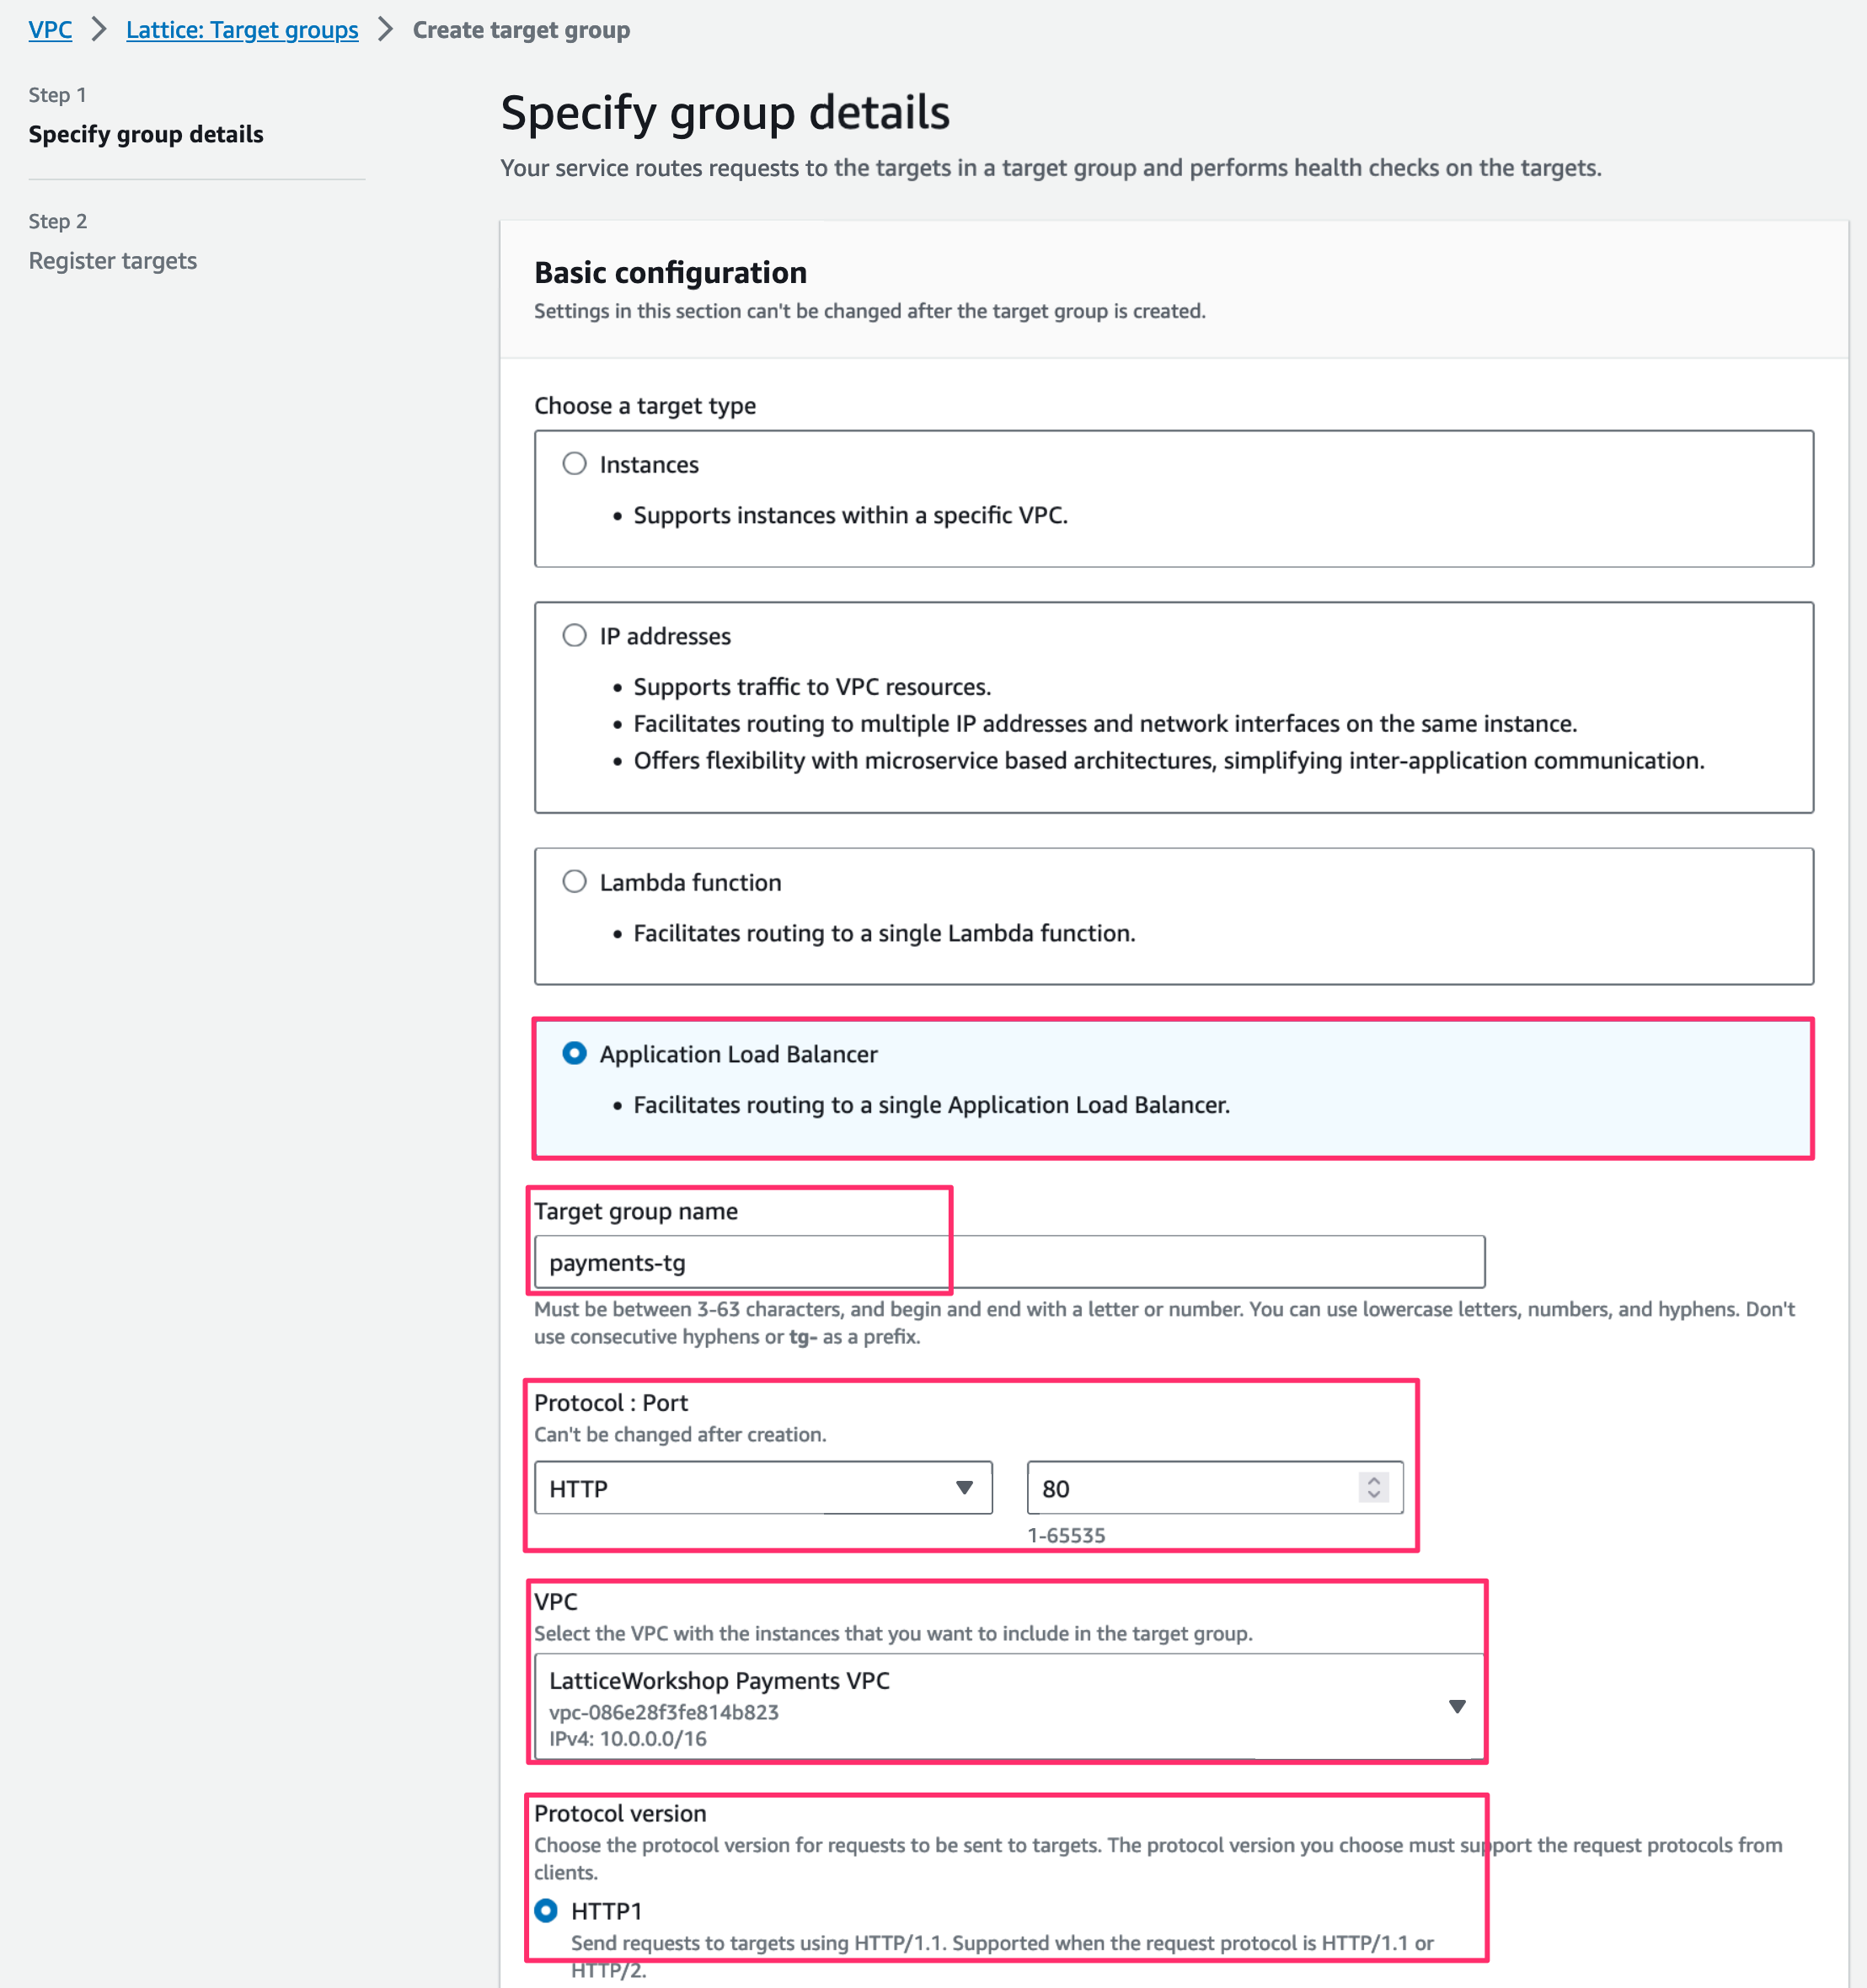 VPC > Lattice: Target groups > Create target group
Step 1
Specify group details
Step 2
Register targets
Specify group details
Your service routes requests to the targets in a target group and performs health checks on the targets.
Basic configuration
Settings in this section can't be changed after the target group is created.
Choose a target type
Instances
• Supports instances within a specific VPC.
IP addresses
• Supports traffic to VPC resources.
• Facilitates routing to multiple IP addresses and network interfaces on the same instance.
• Offers flexibility with microservice based architectures, simplifying inter-application communication.
Lambda function
• Facilitates routing to a single Lambda function.
Application Load Balancer
• Facilitates routing to a single Application Load Balancer.
Target group name
payments-tg
Must be between 3-63 characters, and begin and end with a letter or number. You can use lowercase letters, numbers, and hyphens. Don't
use consecutive hyphens or tg- as a prefix.
Protocol : Port
Can't be changed after creation.
HTTP
80
1-65535
VPC
Select the VPC with the instances that you want to include in the target group.
LatticeWorkshop Payments VPC
vpc-086e28f3fe814b823
IPv4: 10.0.0.0/16
Protocol version
Choose the protocol version for requests to be sent to targets. The protocol version you choose must support the request protocols from
clients.
HTTP1
Send requests to targets using HTTP/1.1. Supported when the request protocol is HTTP/1.1 or
HTTP/2.